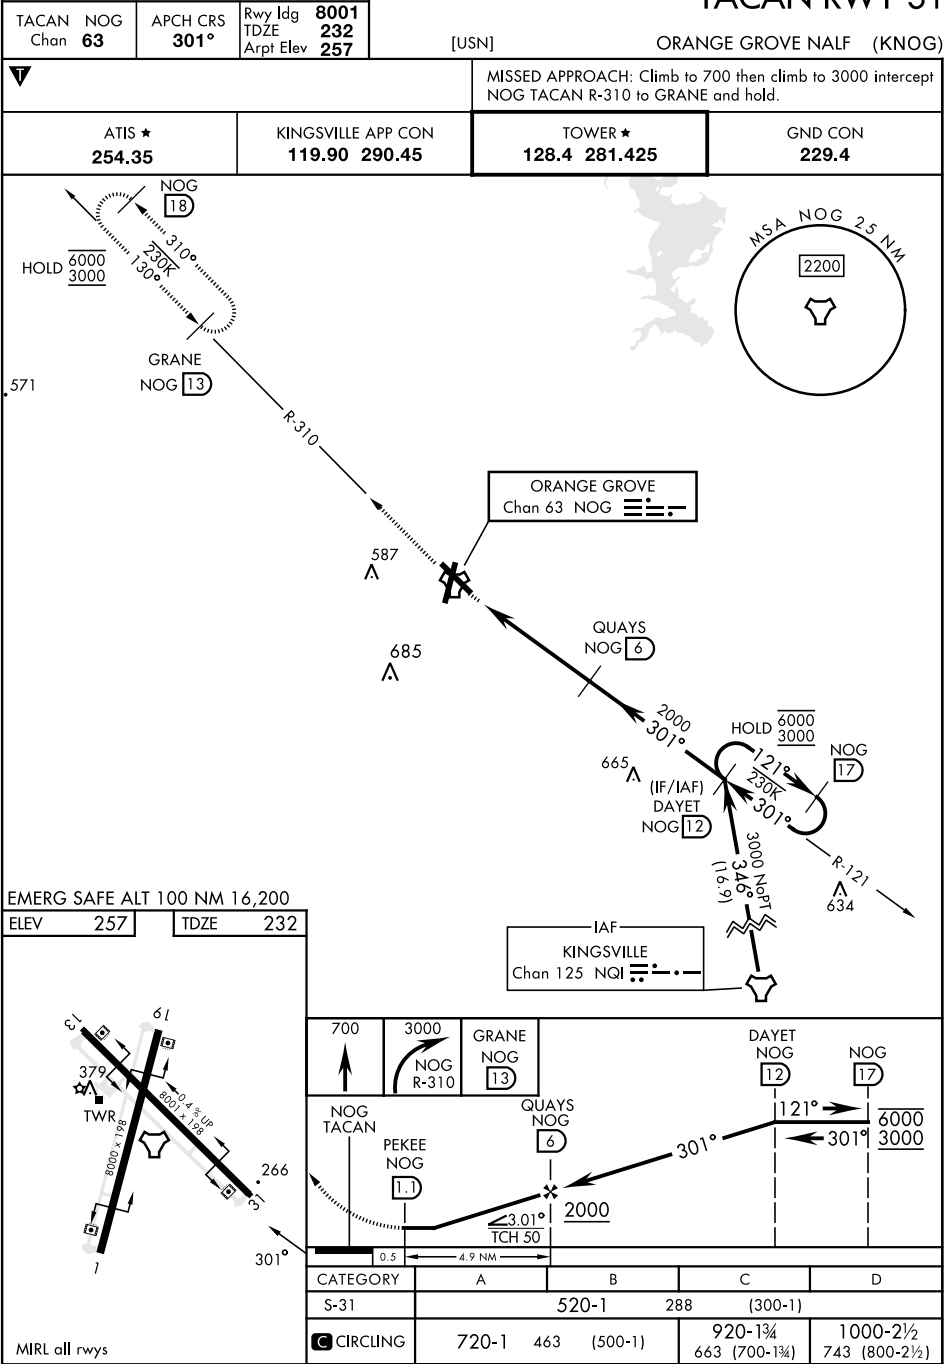 TACAN RWY 31
TACAN NOG
Chan 63
APCH CRS
301°
Rwy ldg 8001
TDZE 232
Arpt Elev 257
[USN]
ORANGE GROVE NALF (KNOG)
T
MISSED APPROACH: Climb to 700 then climb to 3000 intercept
NOG TACAN R-310 to GRANE and hold.
ATIS ★
254.35
KINGSVILLE APP CON
119.90 290.45
TOWER ★
128.4 281.425
GND CON
229.4
NOG
18
HOLD 6000
3000
310°
230K
130°
GRANE
NOG 13
571
R-310
MSA NOG 25 NM
2200
ORANGE GROVE
Chan 63 NOG
587
685
QUAYS
NOG 6
2000
301°
HOLD 6000
3000
NOG
17
121°
230K
301°
665
(IF/IAF)
DAYET
NOG 12
3000 NoPT
346°
(16.9)
R-121
634
IAF
KINGSVILLE
Chan 125 NQI
EMERG SAFE ALT 100 NM 16,200
ELEV 257
TDZE 232
13
19
379
TWR
0.4% UP
8001 x 198
8000 x 198
266
31
301°
1
MIRL all rwys
700
3000
NOG
R-310
GRANE
NOG
13
NOG
TACAN
PEKEE
NOG
1.1
QUAYS
NOG
6
DAYET
NOG
12
NOG
17
121°
301°
6000
3000
301°
2000
3.01°
TCH 50
0.5
4.9 NM
CATEGORY A B C D
S-31 520-1 288 (300-1)
C CIRCLING 720-1 463 (500-1) 920-1¾ 663 (700-1¾) 1000-2½ 743 (800-2½)